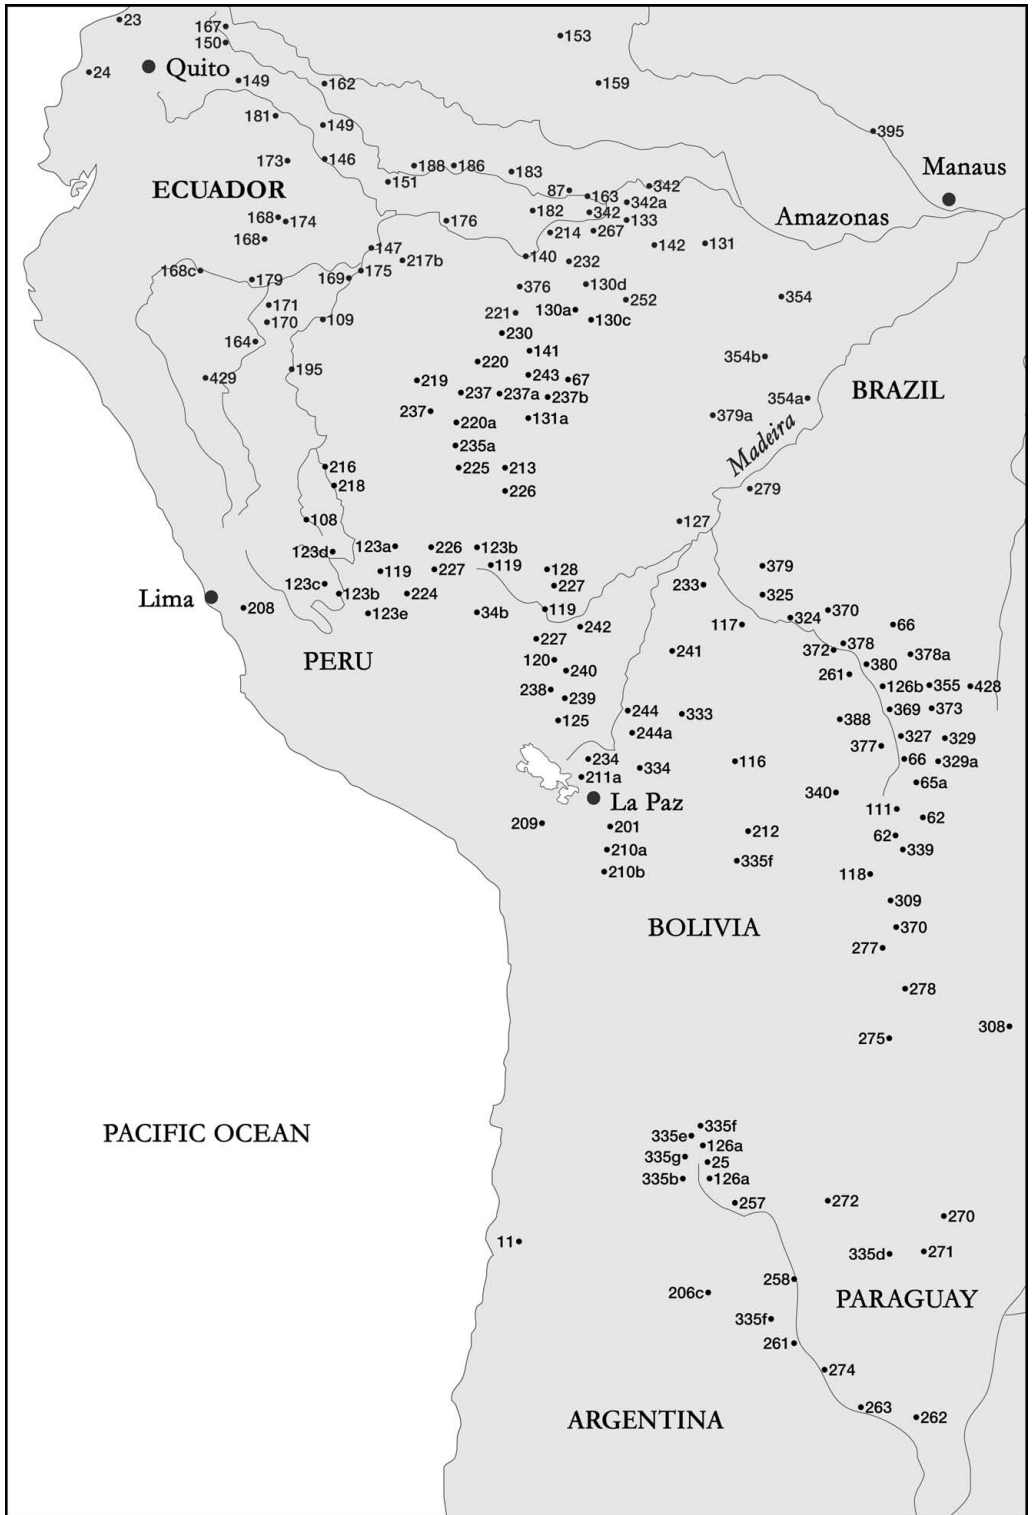 23
167
150
153
Quito
24
149
162
159
181
149
395
173
146
188
186
183
Manaus
ECUADOR
151
87
163
342
342a
182
342
133
Amazonas
168
174
176
214
267
168
147
142
131
217b
140
232
168c
179
169
175
376
130d
354
171
252
170
109
221
130a
130c
230
164
141
354b
220
195
429
219
243
67
BRAZIL
237
237a
237b
354a
237
220a
131a
379a
235a
Madeira
216
225
213
218
226
279
108
127
123d
123a
226
123b
119
227
119
128
379
123c
123b
224
227
233
325
Lima
208
123e
34b
119
324
370
117
66
242
227
372
378
PERU
120
241
380
378a
240
261
238
239
126b
355
428
125
244
333
369
373
388
244a
327
329
377
234
334
116
66
329a
211a
65a
La Paz
340
111
62
209
201
212
62
210a
339
335f
210b
118
309
BOLIVIA
370
277
278
308
275
PACIFIC OCEAN
335f
335e
126a
335g
25
335b
126a
257
272
270
11
335d
271
258
206c
PARAGUAY
335f
261
274
263
262
ARGENTINA